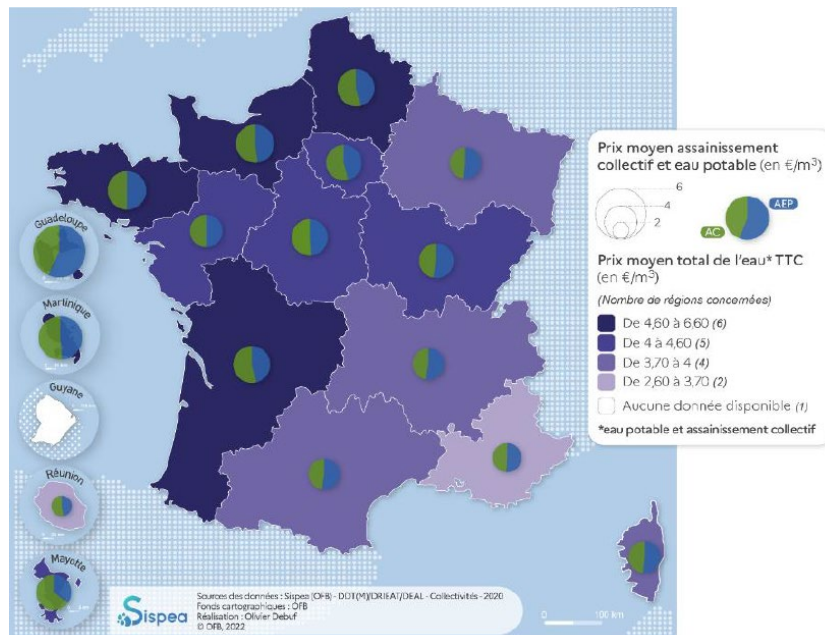 Guadeloupe
Martinique
Guyane
Réunion
Mayotte
Prix moyen assainissement
collectif et eau potable (en €/m³)
6
4
2
AC
AEP
Prix moyen total de l'eau* TTC
(en €/m³)
(Nombre de régions concernées)
De 4,60 à 6,60 (6)
De 4 à 4,60 (5)
De 3,70 à 4 (4)
De 2,60 à 3,70 (2)
Aucune donnée disponible (1)
*eau potable et assainissement collectif
Sispea
Sources des données : Sispea (OFB) - DDT(M)/DRIEAT/DEAL - Collectivités - 2020
Fonds cartographiques : OFB
Réalisation : Olivier Debuf
© OFB, 2022
0 100 km